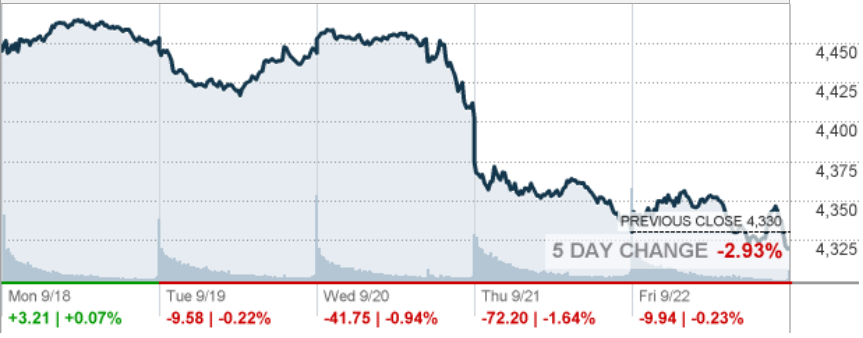 4,450
4,425
4,400
4,375
4,350
PREVIOUS CLOSE 4,330
5 DAY CHANGE -2.93%
4,325
Mon 9/18 Tue 9/19 Wed 9/20 Thu 9/21 Fri 9/22
+3.21 | +0.07% -9.58 | -0.22% -41.75 | -0.94% -72.20 | -1.64% -9.94 | -0.23%